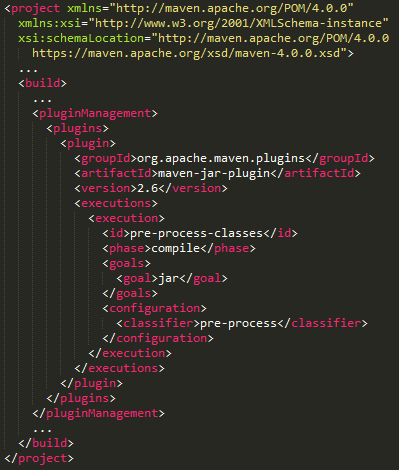 <project xmlns="http://maven.apache.org/POM/4.0.0"
xmlns:xsi="http://www.w3.org/2001/XMLSchema-instance"
xsi:schemaLocation="http://maven.apache.org/POM/4.0.0
https://maven.apache.org/xsd/maven-4.0.0.xsd">
...
<build>
...
<pluginManagement>
<plugins>
<plugin>
<groupId>org.apache.maven.plugins</groupId>
<artifactId>maven-jar-plugin</artifactId>
<version>2.6</version>
<executions>
<execution>
<id>pre-process-classes</id>
<phase>compile</phase>
<goals>
<goal>jar</goal>
</goals>
<configuration>
<classifier>pre-process</classifier>
</configuration>
</execution>
</executions>
</plugin>
</plugins>
</pluginManagement>
...
</build>
</project>